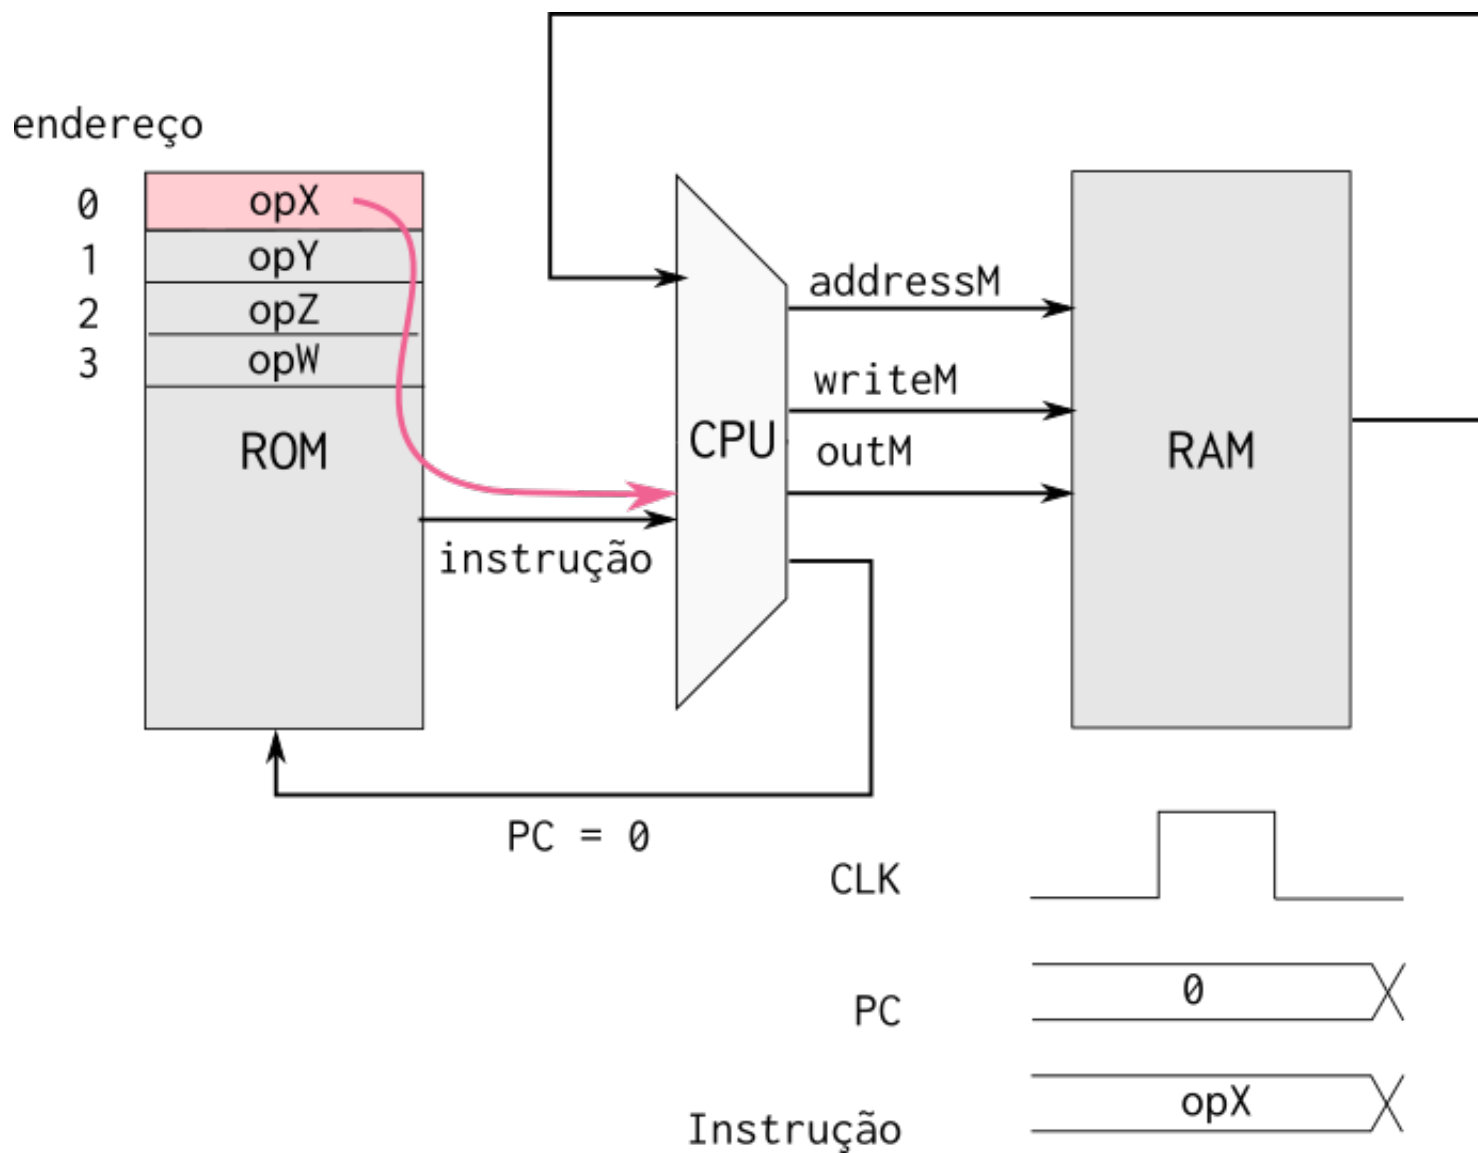 endereço
0 opX
1 opY
2 opZ
3 opW
ROM
instrução
CPU
addressM
writeM
outM
RAM
PC = 0
CLK
PC 0
Instrução opX